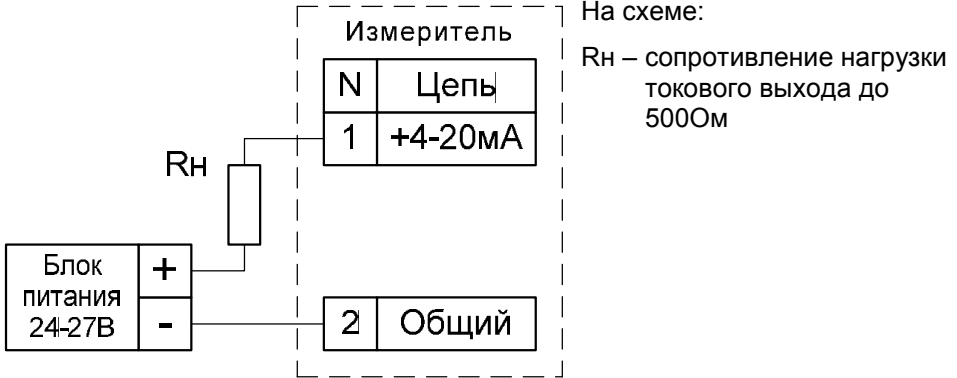 На схеме:
Rн – сопротивление нагрузки
токового выхода до
500Ом
Измеритель
N Цепь
1 +4-20мА
Rн
Блок
питания
24-27В
+
-
2 Общий